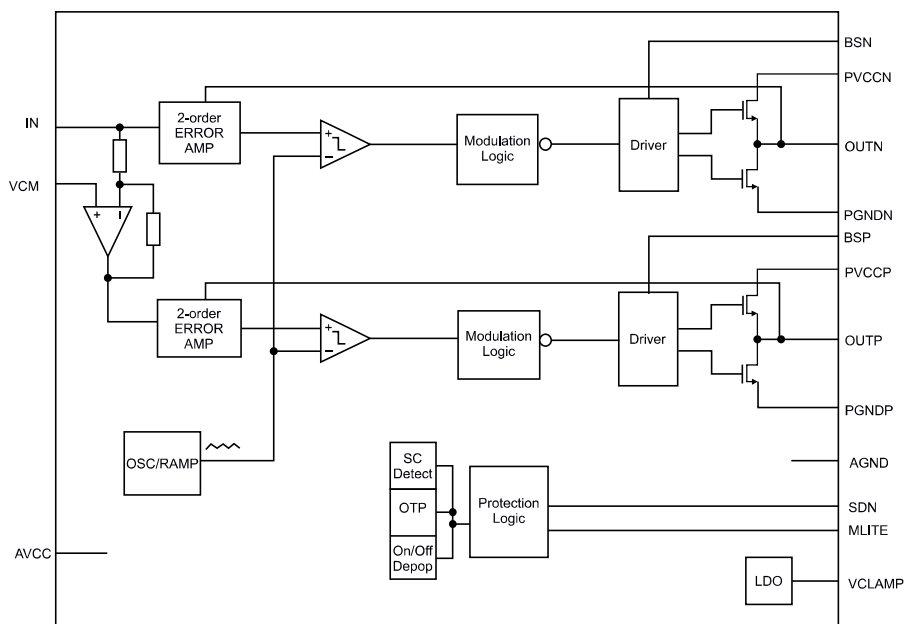 BSN
PVCCN
IN
2-order
ERROR
AMP
+
−
Modulation
Logic
Driver
OUTN
VCM
+
−
PGNDN
BSP
PVCCP
2-order
ERROR
AMP
+
−
Modulation
Logic
Driver
OUTP
PGNDP
OSC/RAMP
SC
Detect
OTP
On/Off
Depop
Protection
Logic
AGND
SDN
MLITE
AVCC
LDO
VCLAMP